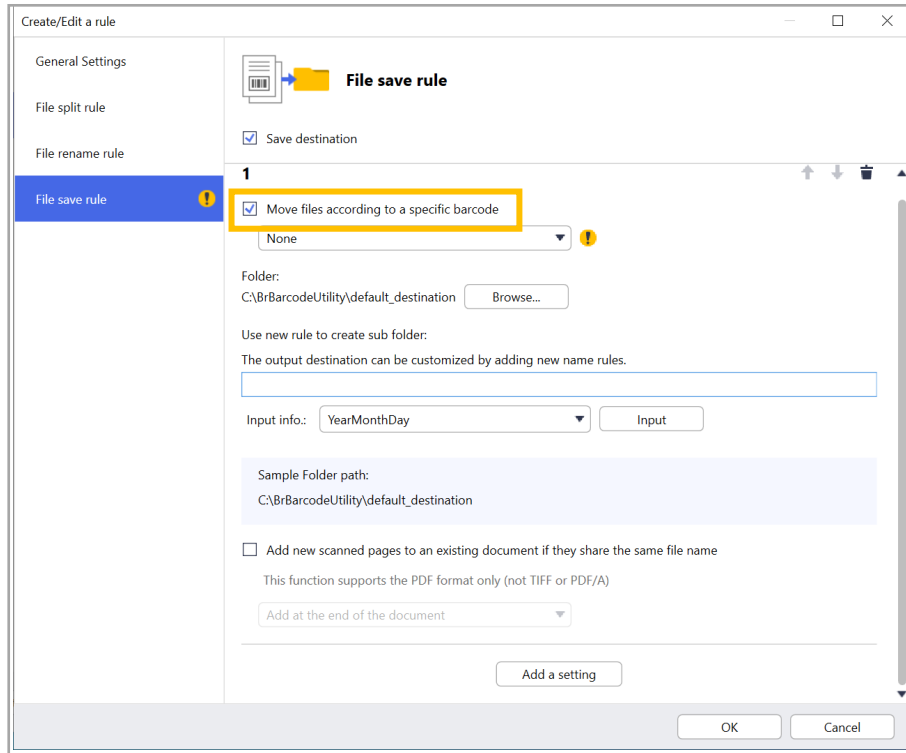 Create/Edit a rule
General Settings
File split rule
File rename rule
File save rule
File save rule
Save destination
1
Move files according to a specific barcode
None
Folder:
C:\BrBarcodeUtility\default_destination
Browse...
Use new rule to create sub folder:
The output destination can be customized by adding new name rules.
Input info.:
YearMonthDay
Input
Sample Folder path:
C:\BrBarcodeUtility\default_destination
Add new scanned pages to an existing document if they share the same file name
This function supports the PDF format only (not TIFF or PDF/A)
Add at the end of the document
Add a setting
OK
Cancel